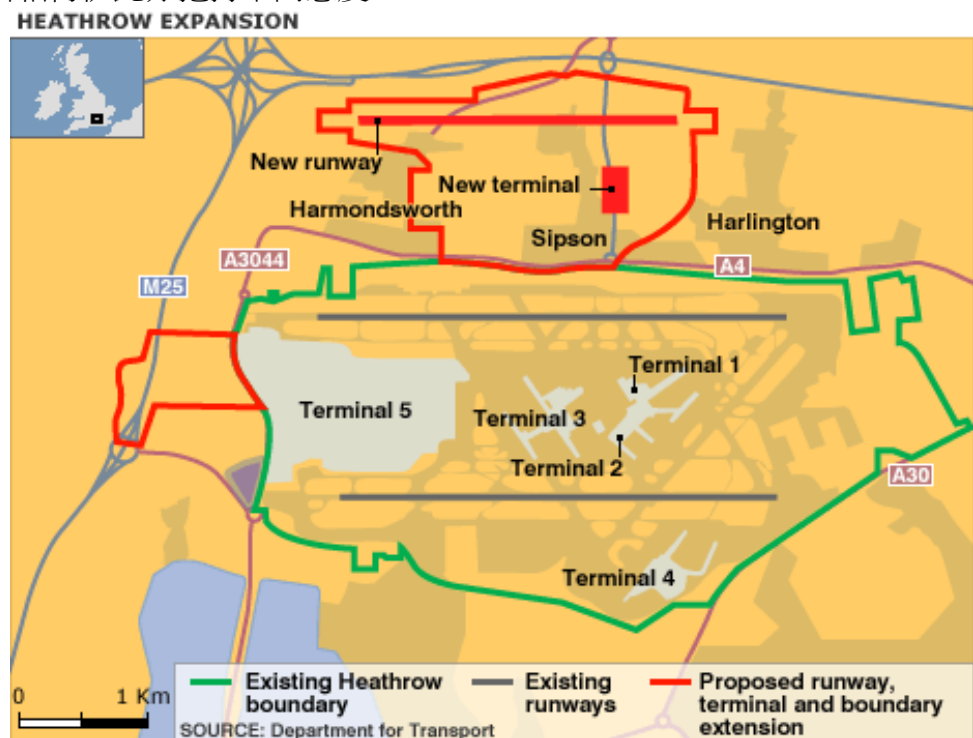 HEATHROW EXPANSION
New runway
New terminal
Harmondsworth
Sipson
Harlington
A3044
A4
M25
Terminal 1
Terminal 5
Terminal 3
Terminal 2
A30
Terminal 4
0 1 Km
Existing Heathrow
boundary
Existing
runways
Proposed runway,
terminal and boundary
extension
SOURCE: Department for Transport